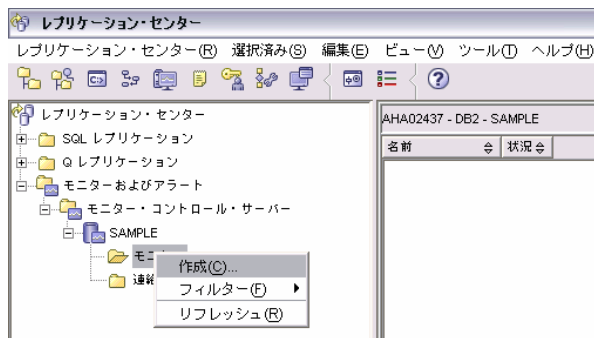 レプリケーション・センター
レプリケーション・センター(R) 選択済み(S) 編集(E) ビュー(V) ツール(T) ヘルプ(H)
レプリケーション・センター
SQL レプリケーション
Q レプリケーション
モニターおよびアラート
モニター・コントロール・サーバー
SAMPLE
作成(C)...
フィルター(F)
リフレッシュ(R)
AHA02437 - DB2 - SAMPLE
名前 状況